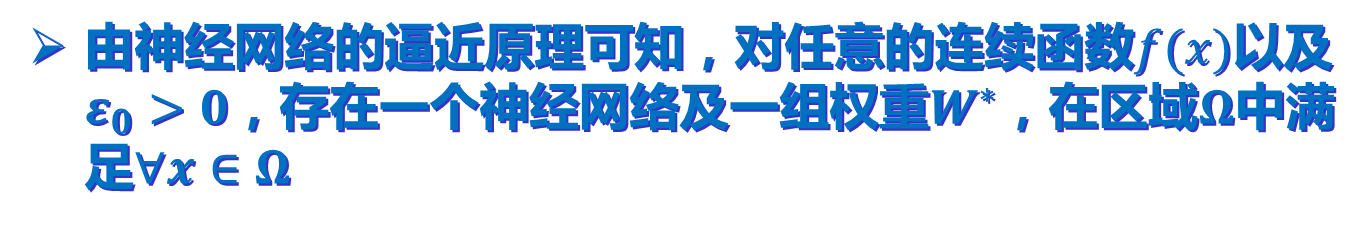 ➢ 由神经网络的逼近原理可知，对任意的连续函数f(x)以及
ε₀ > 0，存在一个神经网络及一组权重W*，在区域Ω中满
足∀x ∈ Ω